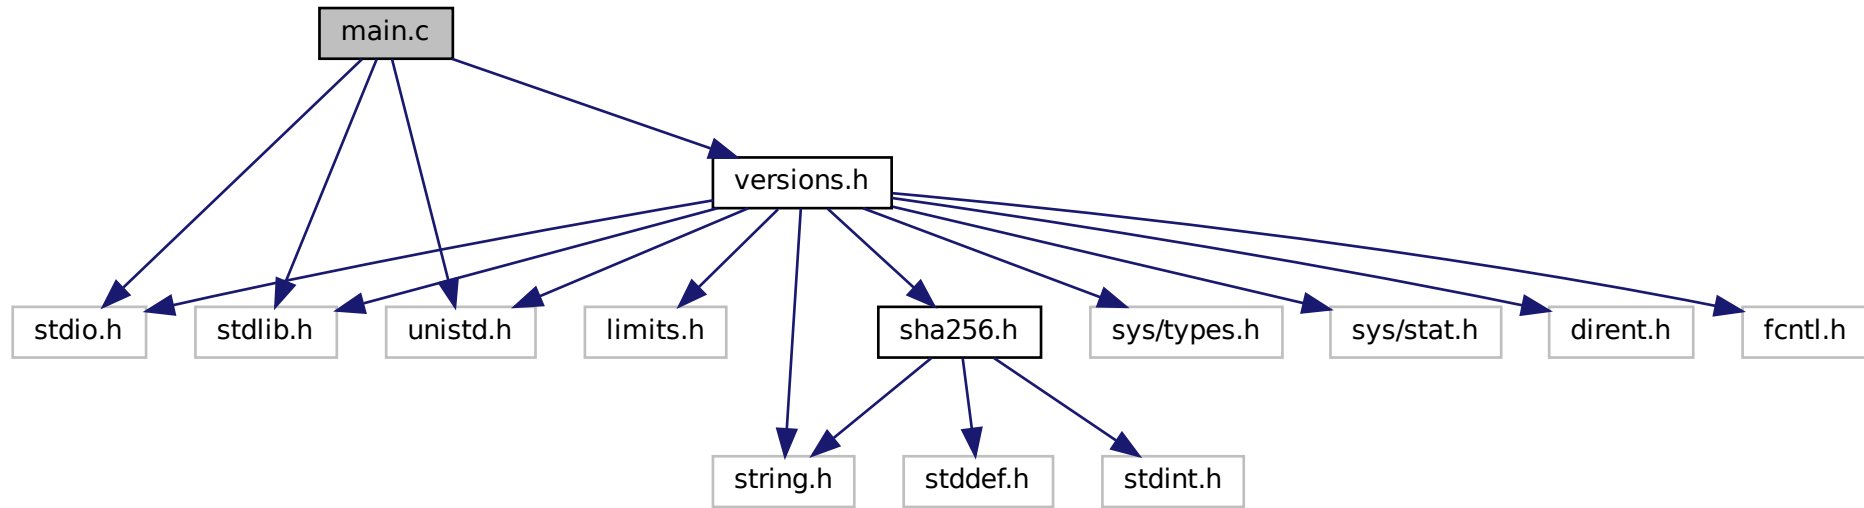 main.c
versions.h
stdio.h
stdlib.h
unistd.h
limits.h
sha256.h
sys/types.h
sys/stat.h
dirent.h
fcntl.h
string.h
stddef.h
stdint.h